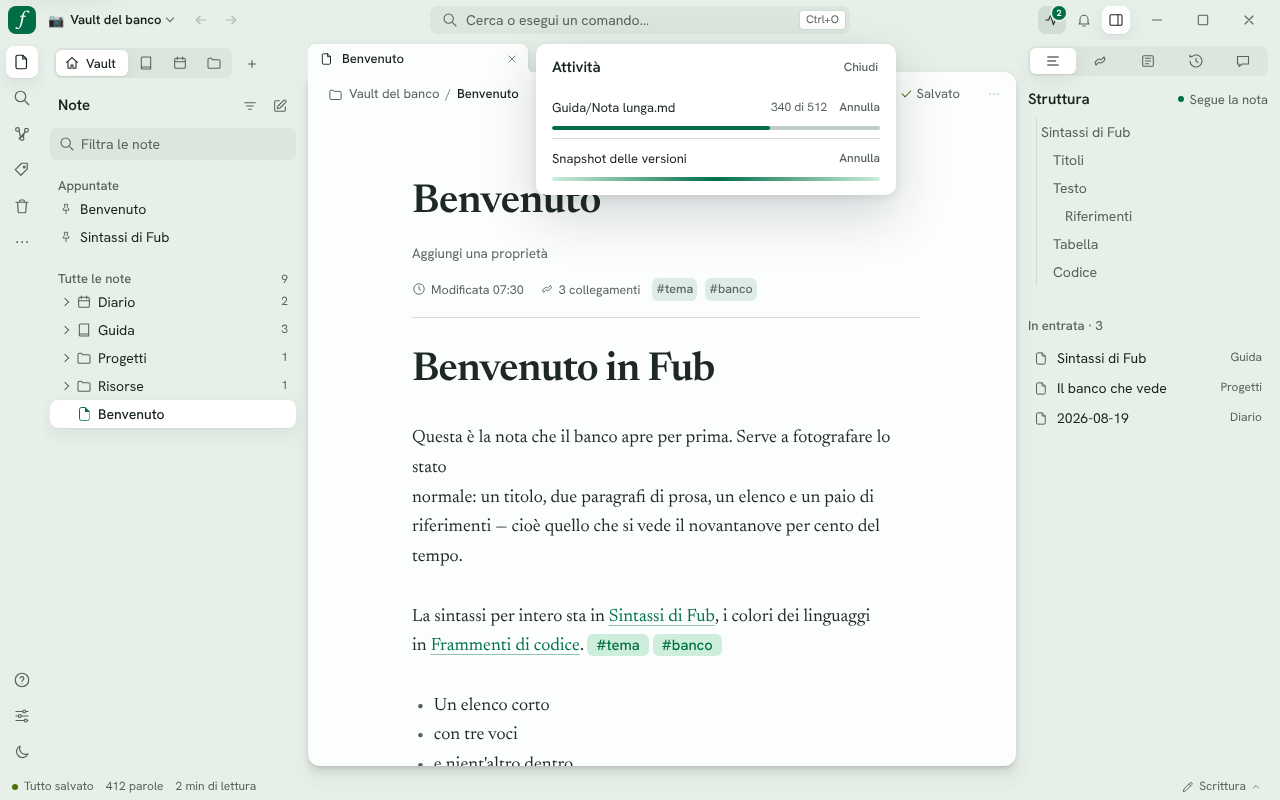 f
Vault del banco
Cerca o esegui un comando…
Ctrl+O
2
Vault
Note
Filtra le note
Appuntate
Benvenuto
Sintassi di Fub
Tutte le note 9
Diario 2
Guida 3
Progetti 1
Risorse 1
Benvenuto
Benvenuto
Vault del banco / Benvenuto
Salvato
Attività
Chiudi
Guida/Nota lunga.md 340 di 512 Annulla
Snapshot delle versioni Annulla
Benvenuto
Aggiungi una proprietà
Modificata 07:30 3 collegamenti #tema #banco
Benvenuto in Fub
Questa è la nota che il banco apre per prima. Serve a fotografare lo
stato
normale: un titolo, due paragrafi di prosa, un elenco e un paio di
riferimenti — cioè quello che si vede il novantanove per cento del
tempo.
La sintassi per intero sta in Sintassi di Fub, i colori dei linguaggi
in Frammenti di codice. #tema #banco
• Un elenco corto
• con tre voci
• e nient'altro dentro
Struttura
Segue la nota
Sintassi di Fub
Titoli
Testo
Riferimenti
Tabella
Codice
In entrata · 3
Sintassi di Fub Guida
Il banco che vede Progetti
2026-08-19 Diario
Tutto salvato 412 parole 2 min di lettura
Scrittura